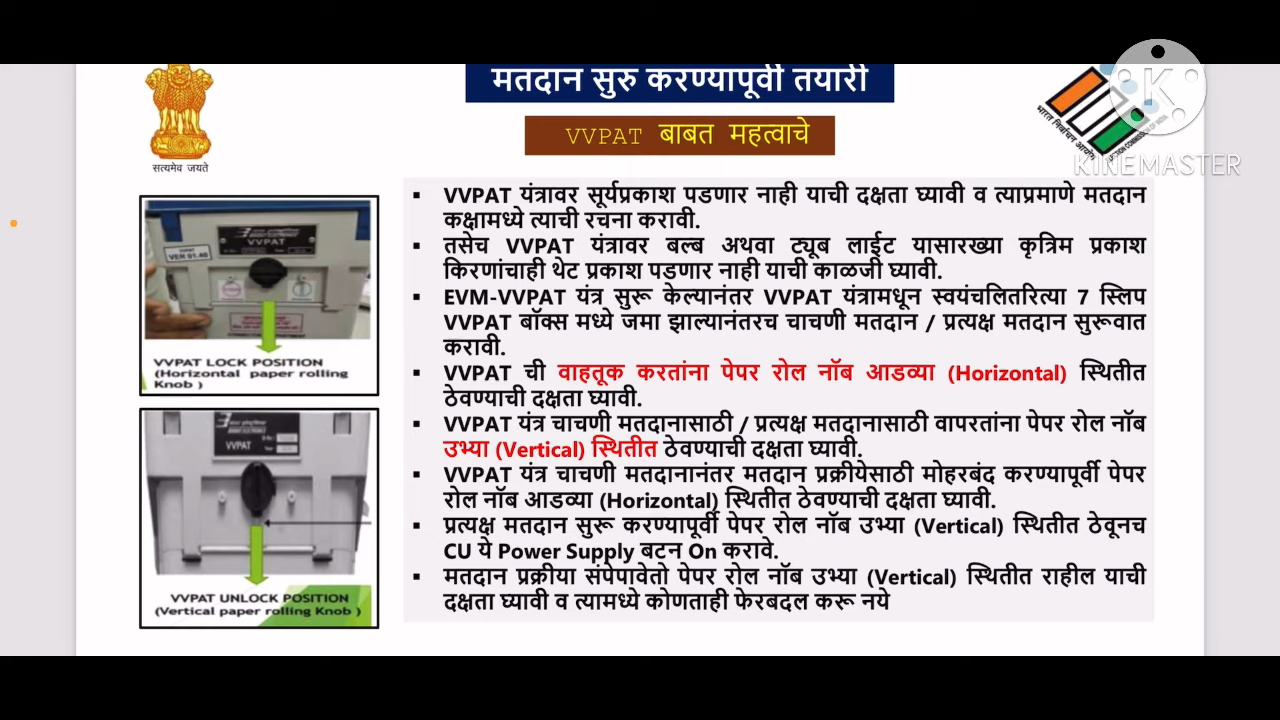 मतदान सुरु करण्यापूर्वी तयारी
VVPAT बाबत महत्वाचे
सत्यमेव जयते
भारत निर्वाचन आयोग
KINEMASTER
VVPAT यंत्रावर सूर्यप्रकाश पडणार नाही याची दक्षता घ्यावी व त्याप्रमाणे मतदान
कक्षामध्ये त्याची रचना करावी.
तसेच VVPAT यंत्रावर बल्ब अथवा ट्यूब लाईट यासारख्या कृत्रिम प्रकाश
किरणांचाही थेट प्रकाश पडणार नाही याची काळजी घ्यावी.
EVM-VVPAT यंत्र सुरू केल्यानंतर VVPAT यंत्रामधून स्वयंचलितरित्या 7 स्लिप
VVPAT बॉक्स मध्ये जमा झाल्यानंतरच चाचणी मतदान / प्रत्यक्ष मतदान सुरूवात
करावी.
VVPAT ची वाहतूक करतांना पेपर रोल नॉब आडव्या (Horizontal) स्थितीत
ठेवण्याची दक्षता घ्यावी.
VVPAT यंत्र चाचणी मतदानासाठी / प्रत्यक्ष मतदानासाठी वापरतांना पेपर रोल नॉब
उभ्या (Vertical) स्थितीत ठेवण्याची दक्षता घ्यावी.
VVPAT यंत्र चाचणी मतदानानंतर मतदान प्रक्रीयेसाठी मोहरबंद करण्यापूर्वी पेपर
रोल नॉब आडव्या (Horizontal) स्थितीत ठेवण्याची दक्षता घ्यावी.
प्रत्यक्ष मतदान सुरू करण्यापूर्वी पेपर रोल नॉब उभ्या (Vertical) स्थितीत ठेवूनच
CU ये Power Supply बटन On करावे.
मतदान प्रक्रीया संपेपावेतो पेपर रोल नॉब उभ्या (Vertical) स्थितीत राहील याची
दक्षता घ्यावी व त्यामध्ये कोणताही फेरबदल करू नये
VVPAT
VER 01.40
VVPAT LOCK POSITION
(Horizontal paper rolling
Knob )
VVPAT
VVPAT UNLOCK POSITION
(Vertical paper rolling Knob )